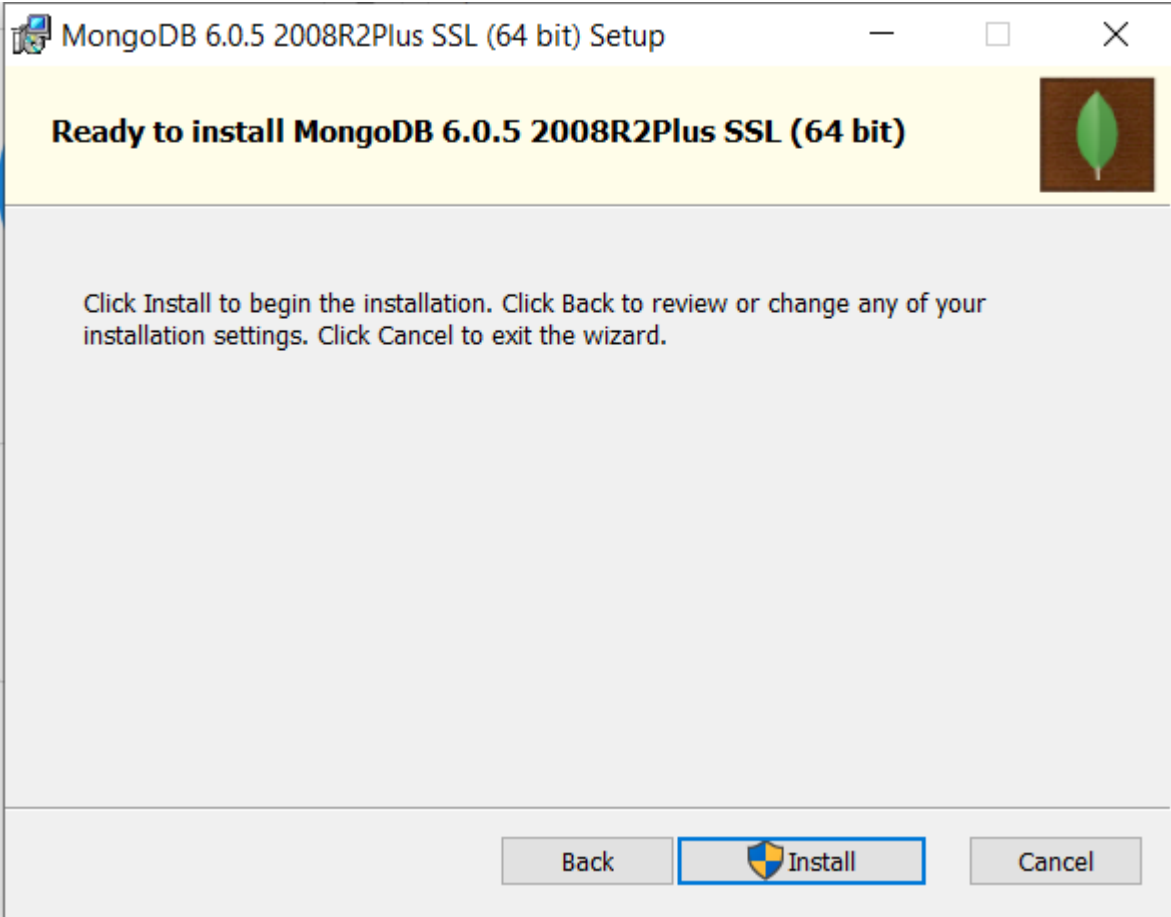 MongoDB 6.0.5 2008R2Plus SSL (64 bit) Setup
Ready to install MongoDB 6.0.5 2008R2Plus SSL (64 bit)
Click Install to begin the installation. Click Back to review or change any of your
installation settings. Click Cancel to exit the wizard.
Back
Install
Cancel